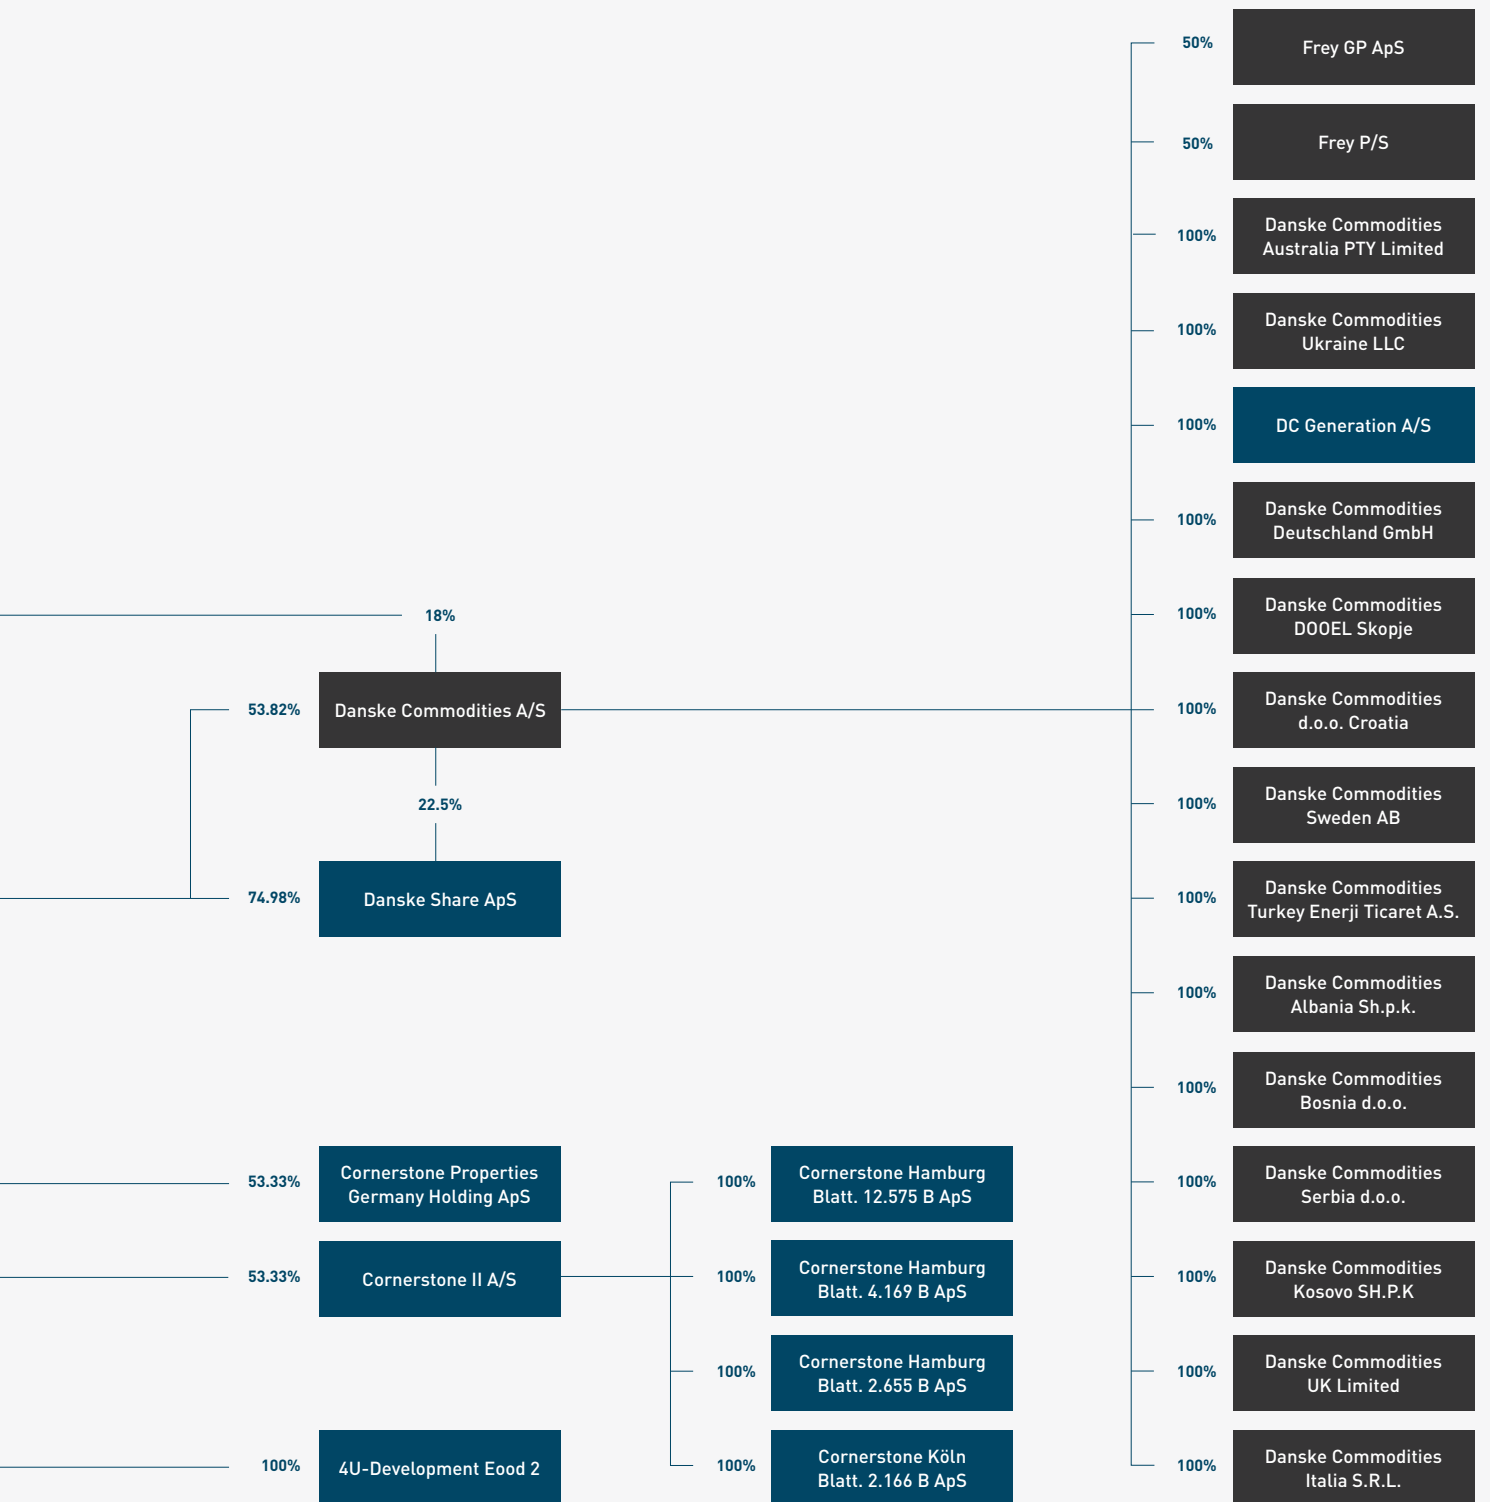 50%
Frey GP ApS
50%
Frey P/S
100%
Danske Commodities
Australia PTY Limited
100%
Danske Commodities
Ukraine LLC
100%
DC Generation A/S
100%
Danske Commodities
Deutschland GmbH
18%
100%
Danske Commodities
DOOEL Skopje
53.82%
Danske Commodities A/S
100%
Danske Commodities
d.o.o. Croatia
22.5%
100%
Danske Commodities
Sweden AB
74.98%
Danske Share ApS
100%
Danske Commodities
Turkey Enerji Ticaret A.S.
100%
Danske Commodities
Albania Sh.p.k.
100%
Danske Commodities
Bosnia d.o.o.
53.33%
Cornerstone Properties
Germany Holding ApS
100%
Cornerstone Hamburg
Blatt. 12.575 B ApS
100%
Danske Commodities
Serbia d.o.o.
53.33%
Cornerstone II A/S
100%
Cornerstone Hamburg
Blatt. 4.169 B ApS
100%
Danske Commodities
Kosovo SH.P.K
100%
Cornerstone Hamburg
Blatt. 2.655 B ApS
100%
Danske Commodities
UK Limited
100%
4U-Development Eood 2
100%
Cornerstone Köln
Blatt. 2.166 B ApS
100%
Danske Commodities
Italia S.R.L.